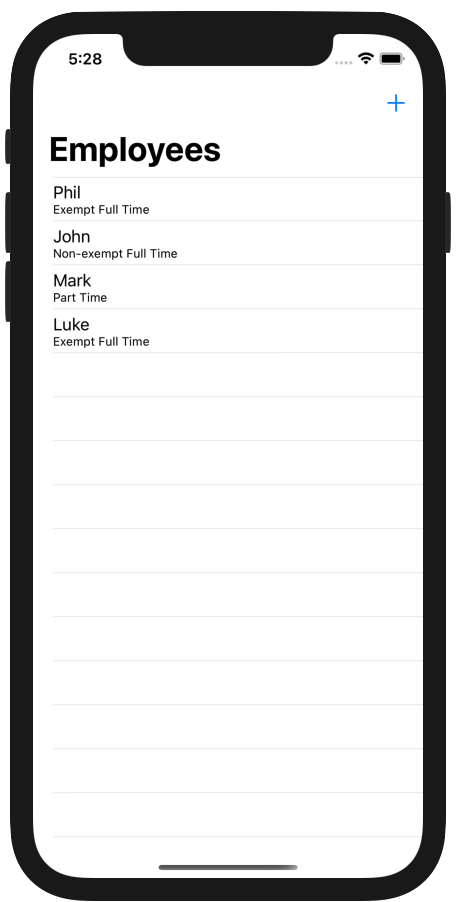 5:28
Employees
Phil
Exempt Full Time
John
Non-exempt Full Time
Mark
Part Time
Luke
Exempt Full Time